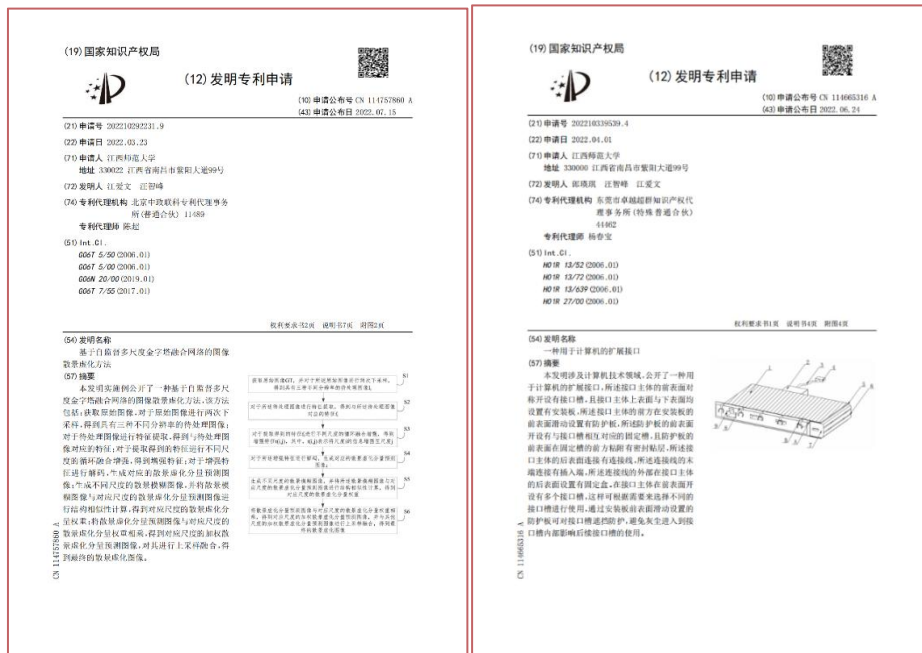 (19)国家知识产权局
(12)发明专利申请
(10)申请公布号 CN 114757860 A
(43)申请公布日 2022.07.15
(21)申请号 202210292231.9
(22)申请日 2022.03.23
(71)申请人 江西师范大学
地址 330022 江西省南昌市紫阳大道99号
(72)发明人 江爱文 汪智峰
(74)专利代理机构 北京中政联科专利代理事务
所(普通合伙) 11489
专利代理师 陈超
(51)Int.Cl.
G06T 5/50(2006.01)
G06T 5/00(2006.01)
G06N 20/00(2019.01)
G06T 7/55(2017.01)
权利要求书2页 说明书7页 附图2页
(54)发明名称
基于自监督多尺度金字塔融合网络的图像
散景虚化方法
(57)摘要
本发明实施例公开了一种基于自监督多尺
度金字塔融合网络的图像散景虚化方法,该方法
包括:获取原始图像,对于原始图像进行两次下
采样,得到具有三种不同分辨率的待处理图像;
对于待处理图像进行特征提取,得到与待处理图
像对应的特征;对于提取得到的特征进行不同尺
度的循环融合增强,得到增强特征;对于增强特
征进行解码,生成对应的散景虚化分量预测图
像;生成不同尺度的散景模糊图像,并将散景模
糊图像与对应尺度的散景虚化分量预测图像进
行结构相似性计算,得到对应尺度的散景虚化分
量权重;将散景虚化分量预测图像与对应尺度的
散景虚化分量权重相乘,得到对应尺度的加权散
景虚化分量预测图像,对其进行上采样融合,得
到最终的散景虚化图像。
S1
S2
S3
S4
S5
S6
CN 114757860 A
(19)国家知识产权局
(12)发明专利申请
(10)申请公布号 CN 114665316 A
(43)申请公布日 2022.06.24
(21)申请号 202210339539.4
(22)申请日 2022.04.01
(71)申请人 江西师范大学
地址 330000 江西省南昌市紫阳大道99号
(72)发明人 郎瑛琪 汪智峰 江爱文
(74)专利代理机构 东莞市卓越超群知识产权代
理事务所(特殊普通合伙)
44462
专利代理师 杨春宝
(51)Int.Cl.
H01R 13/52(2006.01)
H01R 13/72(2006.01)
H01R 13/639(2006.01)
H01R 27/00(2006.01)
权利要求书1页 说明书4页 附图4页
(54)发明名称
一种用于计算机的扩展接口
(57)摘要
本发明涉及计算机技术领域,公开了一种用
于计算机的扩展接口,所述接口主体的前表面对
称开设有接口槽,且接口主体上表面与下表面均
设置有安装板,所述接口主体的前方在安装板的
前表面滑动设置有防护板,所述防护板的前表面
开设有与接口槽相互对应的固定槽,且防护板的
前表面在固定槽的前方粘附有密封贴层,所述接
口主体的后表面连接有连接线,所述连接线的末
端连接有插入端,所述连接线的外部在接口主体
的后表面设置有固定盒,在接口主体的前表面开
设有多个接口槽,这样可根据需要来选择不同的
接口槽进行使用,通过安装板前表面滑动设置的
防护板可对接口槽遮挡防护,避免灰尘进入到接
口槽内部影响后续接口槽的使用。
CN 114665316 A